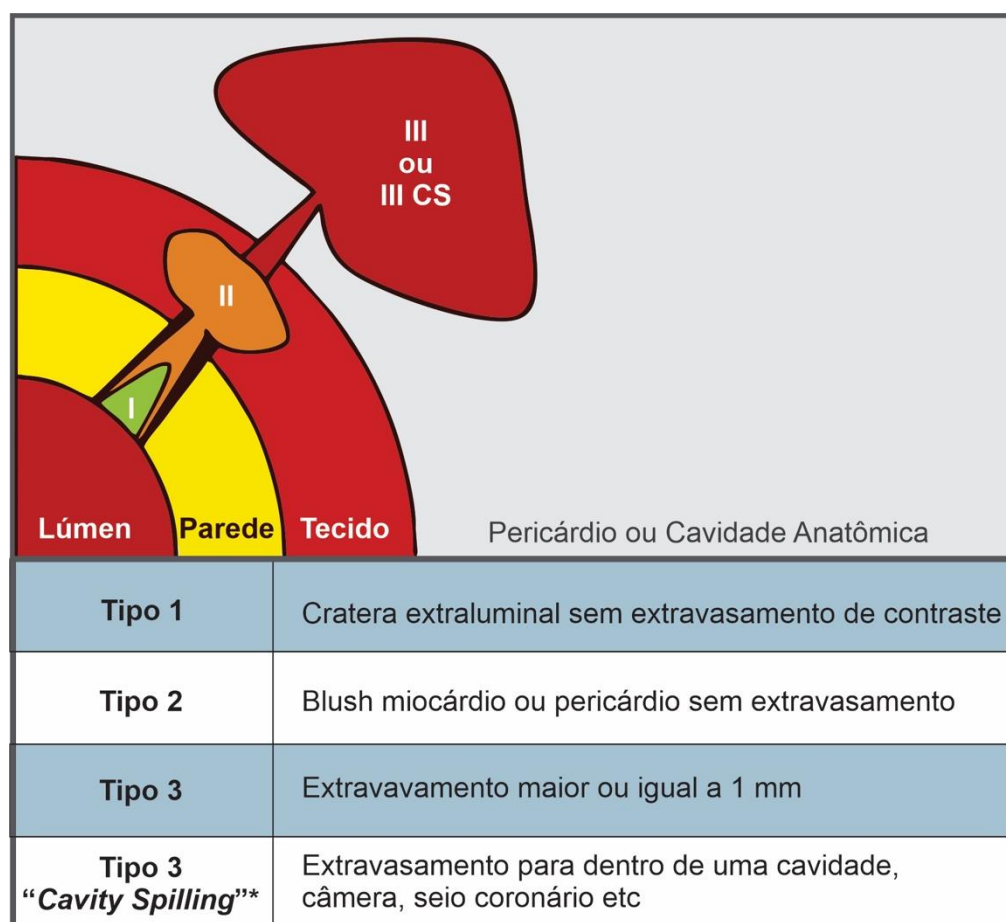 III
ou
III CS
II
I
Lúmen
Parede
Tecido
Pericárdio ou Cavidade Anatômica
Tipo 1
Cratera extraluminal sem extravasamento de contraste
Tipo 2
Blush miocárdio ou pericárdio sem extravasamento
Tipo 3
Extravavamento maior ou igual a 1 mm
Tipo 3
“Cavity Spilling”*
Extravasamento para dentro de uma cavidade,
câmera, seio coronário etc